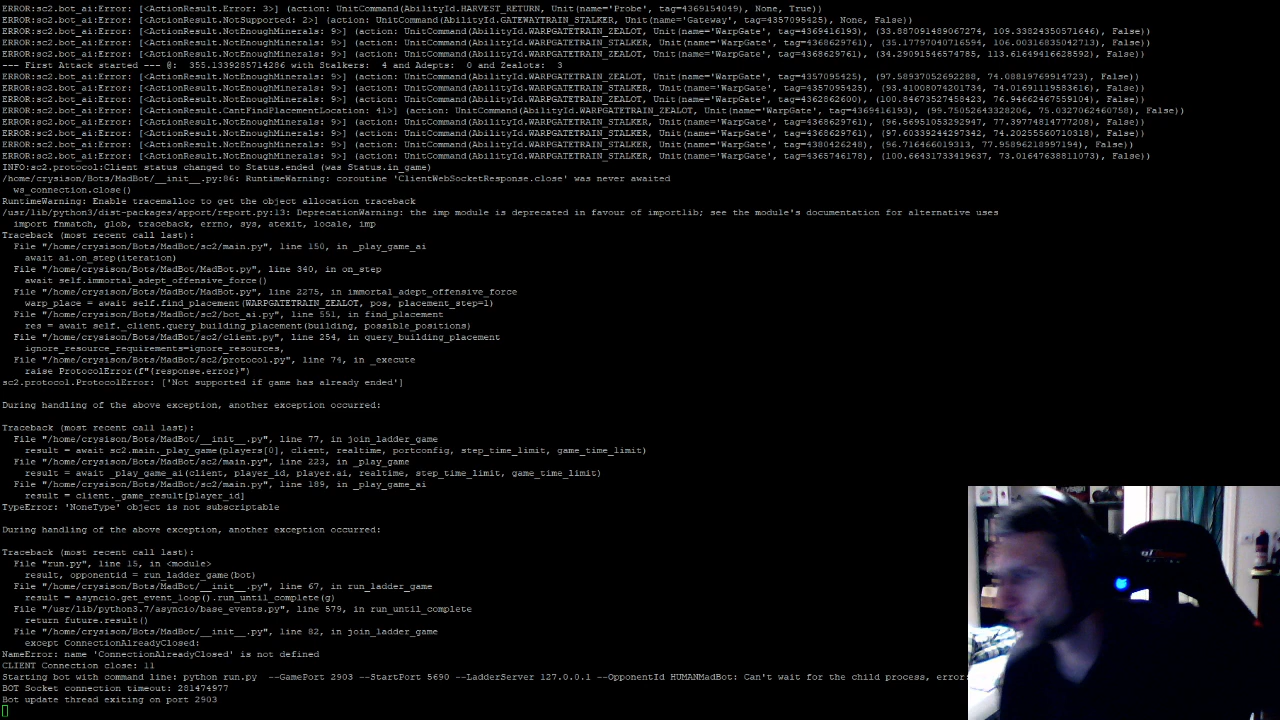 ERROR:sc2.bot_ai:Error: [<ActionResult.Error: 3>] (action: UnitCommand(AbilityId.HARVEST_RETURN, Unit(name='Probe', tag=4369154049), None, True))
ERROR:sc2.bot_ai:Error: [<ActionResult.NotSupported: 2>] (action: UnitCommand(AbilityId.GATEWAYTRAIN_STALKER, Unit(name='Gateway', tag=4357095425), None, False))
ERROR:sc2.bot_ai:Error: [<ActionResult.NotEnoughMinerals: 9>] (action: UnitCommand(AbilityId.WARPGATETRAIN_ZEALOT, Unit(name='WarpGate', tag=4369416193), (33.887091489067274, 109.3384350571646), False))
ERROR:sc2.bot_ai:Error: [<ActionResult.NotEnoughMinerals: 9>] (action: UnitCommand(AbilityId.WARPGATETRAIN_STALKER, Unit(name='WarpGate', tag=4368629761), (35.17797040716594, 106.00316835042713), False))
ERROR:sc2.bot_ai:Error: [<ActionResult.NotEnoughMinerals: 9>] (action: UnitCommand(AbilityId.WARPGATETRAIN_STALKER, Unit(name='WarpGate', tag=4368629761), (34.29091546578591, 113.61649416628592), False))
--- First Attack started --- @:  355.1339285714286 with Stalkers:  4 and Adepts:  0 and Zealots:  3
ERROR:sc2.bot_ai:Error: [<ActionResult.NotEnoughMinerals: 9>] (action: UnitCommand(AbilityId.WARPGATETRAIN_ZEALOT, Unit(name='WarpGate', tag=4357095425), (97.58937052692288, 74.08819769914723), False))
ERROR:sc2.bot_ai:Error: [<ActionResult.NotEnoughMinerals: 9>] (action: UnitCommand(AbilityId.WARPGATETRAIN_STALKER, Unit(name='WarpGate', tag=4357095425), (93.41008074201734, 74.01691119583616), False))
ERROR:sc2.bot_ai:Error: [<ActionResult.NotEnoughMinerals: 9>] (action: UnitCommand(AbilityId.WARPGATETRAIN_STALKER, Unit(name='WarpGate', tag=4362862600), (100.84673527458423, 76.94662467559104), False))
ERROR:sc2.bot_ai:Error: [<ActionResult.CantFindPlacementLocation: 41>] (action: UnitCommand(AbilityId.WARPGATETRAIN_ZEALOT, Unit(name='WarpGate', tag=4369416193), (99.75052643328206, 75.0327062460758), False))
ERROR:sc2.bot_ai:Error: [<ActionResult.NotEnoughMinerals: 9>] (action: UnitCommand(AbilityId.WARPGATETRAIN_STALKER, Unit(name='WarpGate', tag=4368629761), (96.56951053092931, 77.39774814777208), False))
ERROR:sc2.bot_ai:Error: [<ActionResult.NotEnoughMinerals: 9>] (action: UnitCommand(AbilityId.WARPGATETRAIN_STALKER, Unit(name='WarpGate', tag=4368629761), (97.60339244297342, 74.20255560710318), False))
ERROR:sc2.bot_ai:Error: [<ActionResult.NotEnoughMinerals: 9>] (action: UnitCommand(AbilityId.WARPGATETRAIN_STALKER, Unit(name='WarpGate', tag=4380426248), (96.716466019313, 77.95896218997194), False))
ERROR:sc2.bot_ai:Error: [<ActionResult.NotEnoughMinerals: 9>] (action: UnitCommand(AbilityId.WARPGATETRAIN_STALKER, Unit(name='WarpGate', tag=4365746178), (100.66431733419637, 73.01647638811073), False))
INFO:sc2.protocol:Client status changed to Status.ended (was Status.in_game)
/home/crysison/Bots/MadBot/__init__.py:86: RuntimeWarning: coroutine 'ClientWebSocketResponse.close' was never awaited
  ws_connection.close()
RuntimeWarning: Enable tracemalloc to get the object allocation traceback
/usr/lib/python3/dist-packages/apport/report.py:13: DeprecationWarning: the imp module is deprecated in favour of importlib; see the module's documentation for alternative uses
  import fnmatch, glob, traceback, errno, sys, atexit, locale, imp
Traceback (most recent call last):
  File "/home/crysison/Bots/MadBot/sc2/main.py", line 150, in _play_game_ai
    await ai.on_step(iteration)
  File "/home/crysison/Bots/MadBot/MadBot.py", line 340, in on_step
    await self.immortal_adept_offensive_force()
  File "/home/crysison/Bots/MadBot/MadBot.py", line 2275, in immortal_adept_offensive_force
    warp_place = await self.find_placement(WARPGATETRAIN_ZEALOT, pos, placement_step=1)
  File "/home/crysison/Bots/MadBot/sc2/bot_ai.py", line 551, in find_placement
    res = await self._client.query_building_placement(building, possible_positions)
  File "/home/crysison/Bots/MadBot/sc2/client.py", line 254, in query_building_placement
    ignore_resource_requirements=ignore_resources,
  File "/home/crysison/Bots/MadBot/sc2/protocol.py", line 74, in _execute
    raise ProtocolError(f"{response.error}")
sc2.protocol.ProtocolError: ['Not supported if game has already ended']
During handling of the above exception, another exception occurred:
Traceback (most recent call last):
  File "/home/crysison/Bots/MadBot/__init__.py", line 77, in join_ladder_game
    result = await sc2.main._play_game(players[0], client, realtime, portconfig, step_time_limit, game_time_limit)
  File "/home/crysison/Bots/MadBot/sc2/main.py", line 223, in _play_game
    result = await _play_game_ai(client, player_id, player.ai, realtime, step_time_limit, game_time_limit)
  File "/home/crysison/Bots/MadBot/sc2/main.py", line 189, in _play_game_ai
    result = client._game_result[player_id]
TypeError: 'NoneType' object is not subscriptable
During handling of the above exception, another exception occurred:
Traceback (most recent call last):
  File "run.py", line 15, in <module>
    result, opponentid = run_ladder_game(bot)
  File "/home/crysison/Bots/MadBot/__init__.py", line 67, in run_ladder_game
    result = asyncio.get_event_loop().run_until_complete(g)
  File "/usr/lib/python3.7/asyncio/base_events.py", line 579, in run_until_complete
    return future.result()
  File "/home/crysison/Bots/MadBot/__init__.py", line 82, in join_ladder_game
    except ConnectionAlreadyClosed:
NameError: name 'ConnectionAlreadyClosed' is not defined
CLIENT Connection close: 11
Starting bot with command line: python run.py  --GamePort 2903 --StartPort 5690 --LadderServer 127.0.0.1 --OpponentId HUMANMadBot: Can't wait for the child process, error:
BOT Socket connection timeout: 281474977
Bot update thread exiting on port 2903